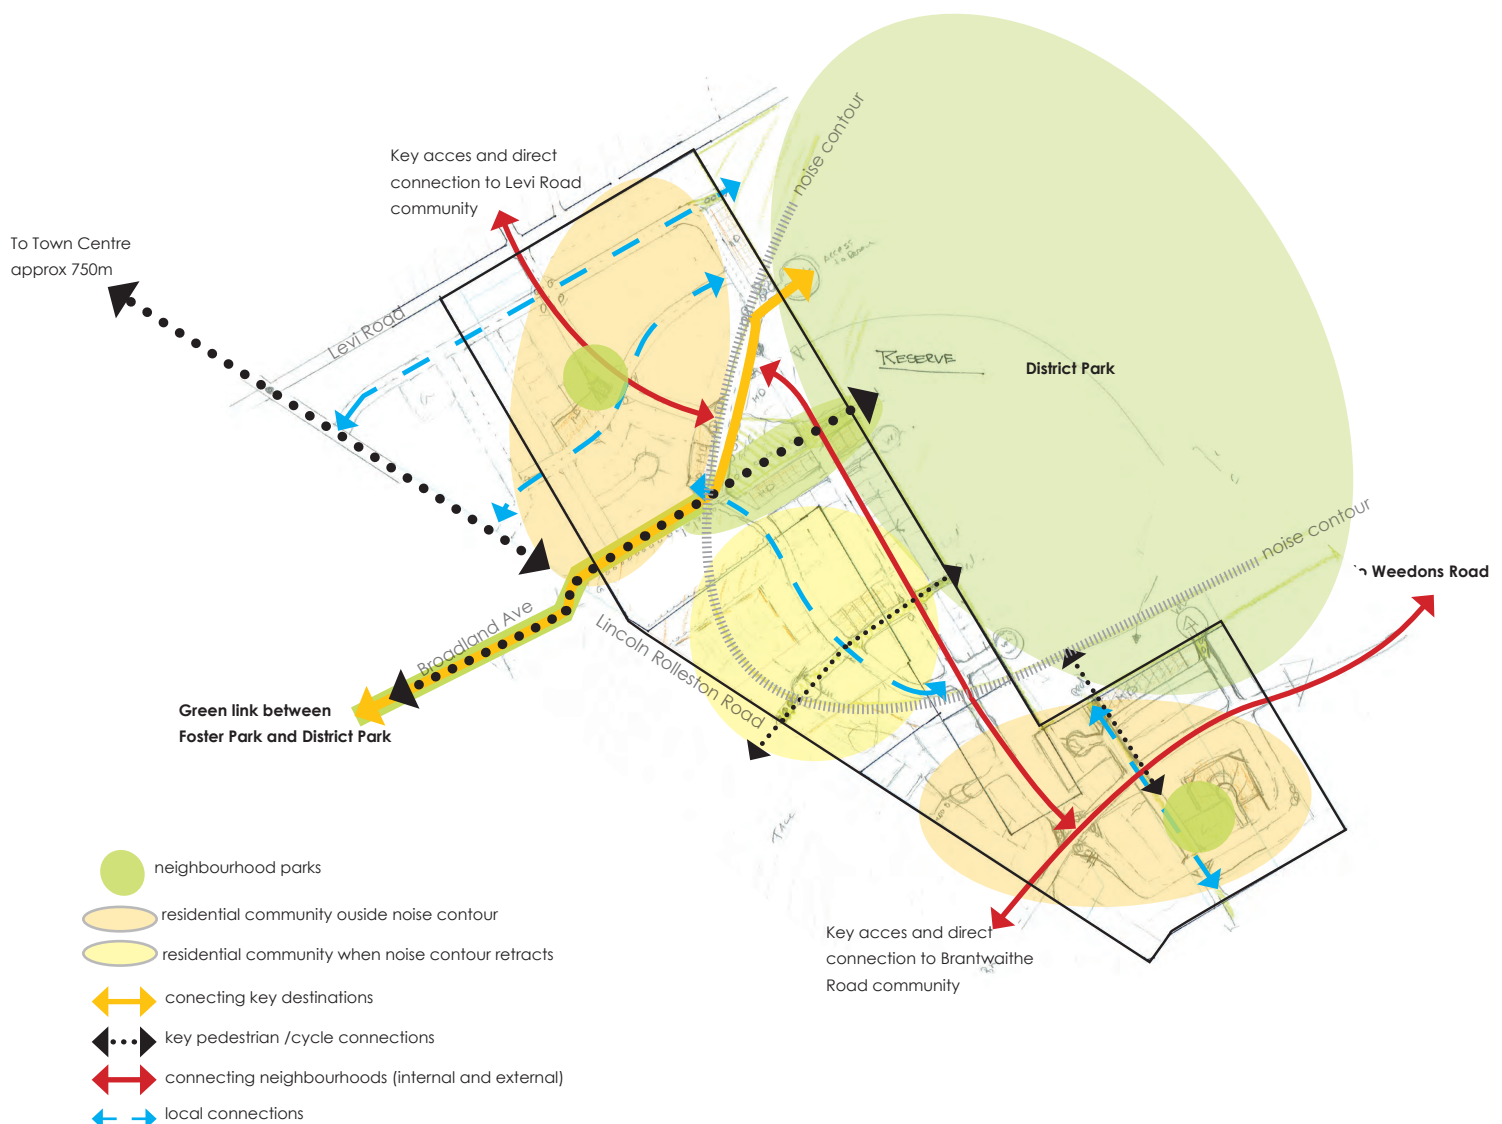 Key acces and direct
connection to Levi Road
community
noise contour
To Town Centre
approx 750m
Levi Road
RESERVE
District Park
noise contour
Weedons Road
Broadland Ave
Lincoln Rolleston Road
Green link between
Foster Park and District Park
neighbourhood parks
residential community ouside noise contour
residential community when noise contour retracts
conecting key destinations
key pedestrian /cycle connections
connecting neighbourhoods (internal and external)
local connections
Key acces and direct
connection to Brantwaithe
Road community